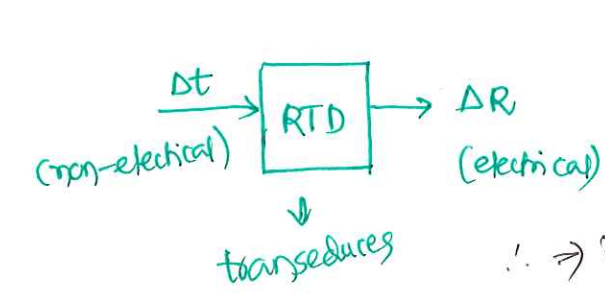 Δt
(non-electrical)
RTD
ΔR
(electrical)
transeduces
∴ ⇒